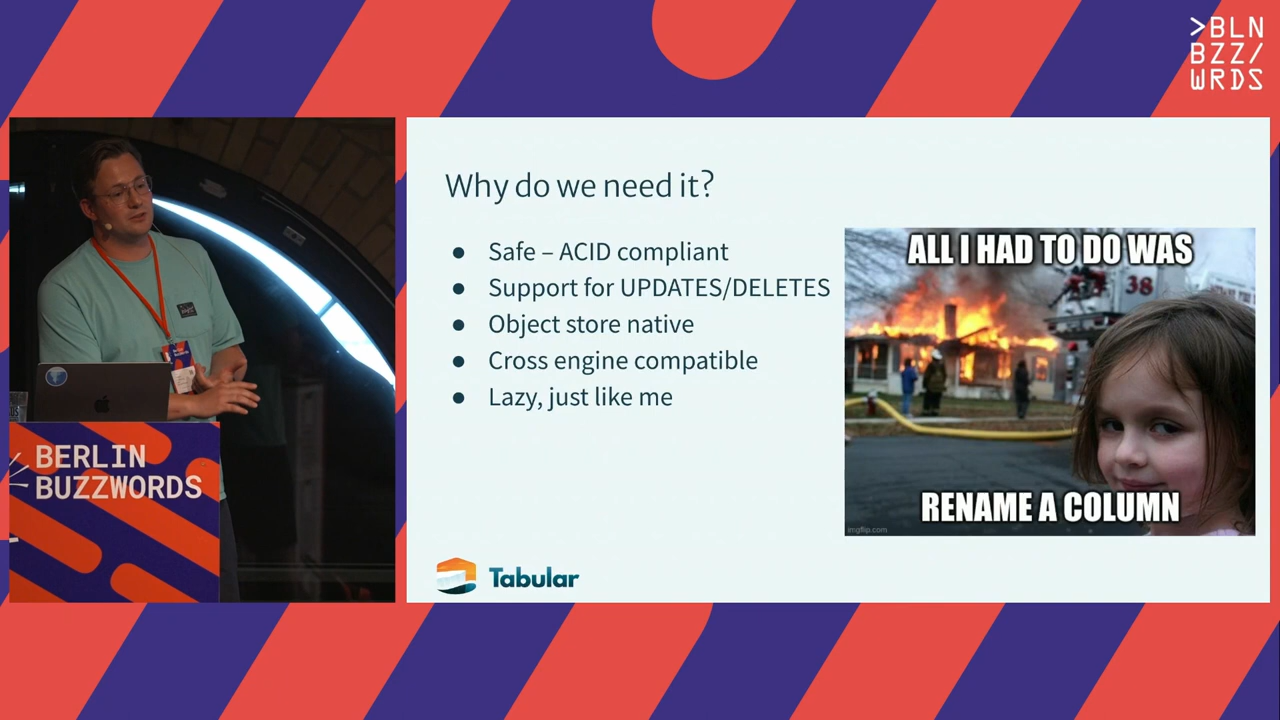 >BLN
BZZ/
WRDS
Why do we need it?
● Safe – ACID compliant
● Support for UPDATES/DELETES
● Object store native
● Cross engine compatible
● Lazy, just like me
ALL I HAD TO DO WAS
38
RENAME A COLUMN
imgflip.com
Tabular
BERLIN
BUZZWORDS